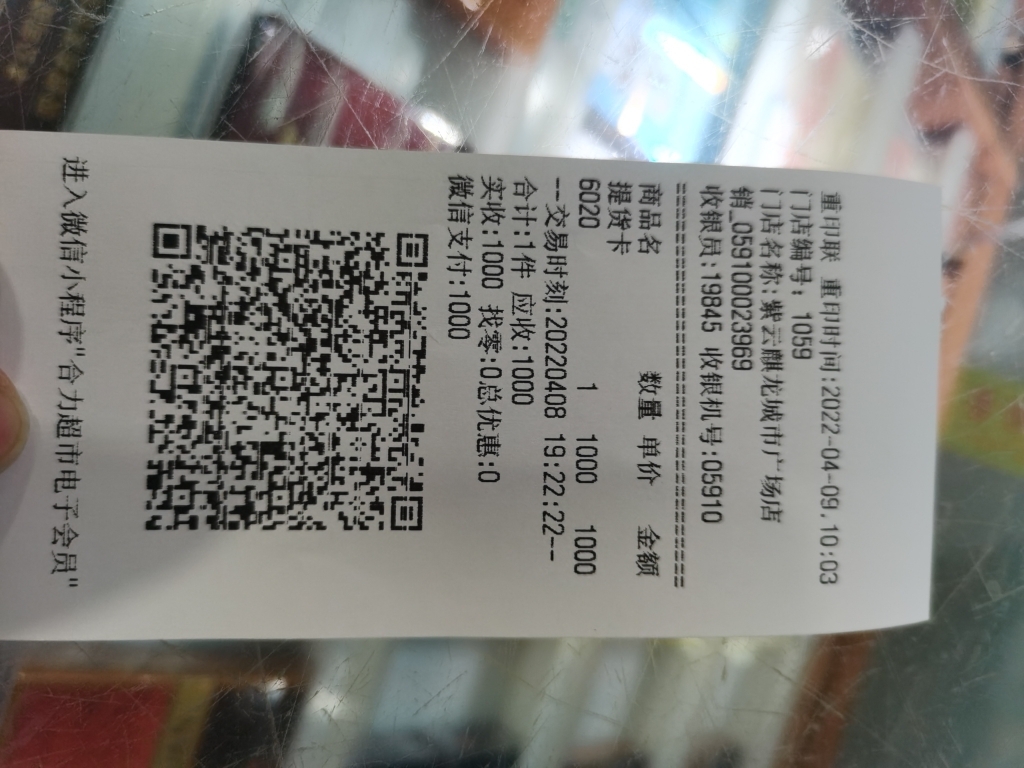 重印联 重印时间:2022-04-09.10:03
门店编号: 1059
门店名称:紫云麒龙城市广场店
销_05910002​3969
收银员:19845 收银机号:05910
================================
商品名 数量 单价 金额
提货卡
6020 1 1000 1000
--交易时刻:20220408 19:22:22--
合计:1件 应收:1000
实收:1000 找零:0总优惠:0
微信支付:1000
进入微信小程序"合力超市电子会员"